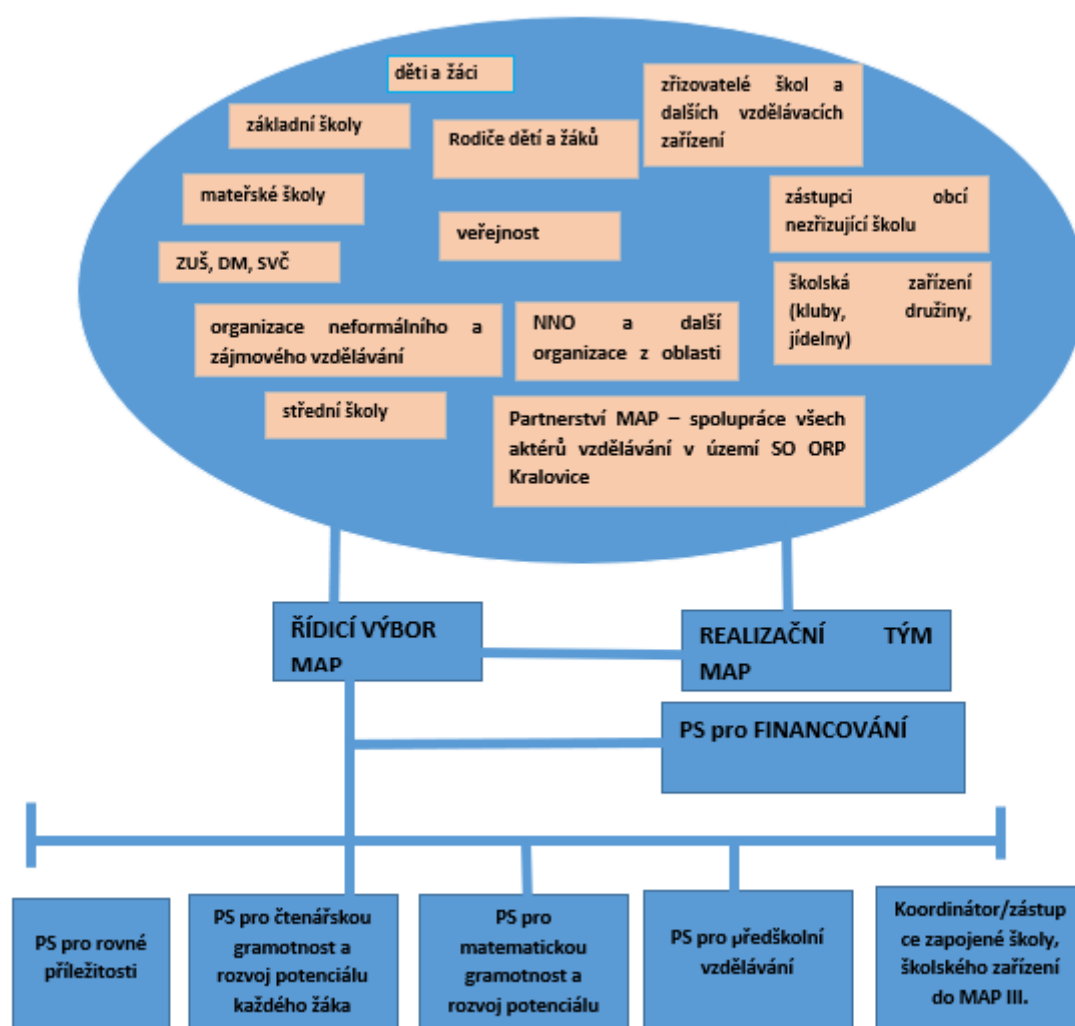 děti a žáci
zřizovatelé škol a
dalších vzdělávacích
zařízení
základní školy
Rodiče dětí a žáků
mateřské školy
zástupci obcí
nezřizující školu
veřejnost
ZUŠ, DM, SVČ
školská zařízení
(kluby, družiny,
jídelny)
organizace neformálního a
zájmového vzdělávání
NNO a další
organizace z oblasti
střední školy
Partnerství MAP – spolupráce všech
aktérů vzdělávání v území SO ORP
Kralovice
ŘÍDICÍ VÝBOR
MAP
REALIZAČNÍ TÝM
MAP
PS pro FINANCOVÁNÍ
PS pro rovné
příležitosti
PS pro čtenářskou
gramotnost a
rozvoj potenciálu
každého žáka
PS pro
matematickou
gramotnost a
rozvoj potenciálu
PS pro předškolní
vzdělávání
Koordinátor/zástup
ce zapojené školy,
školského zařízení
do MAP III.